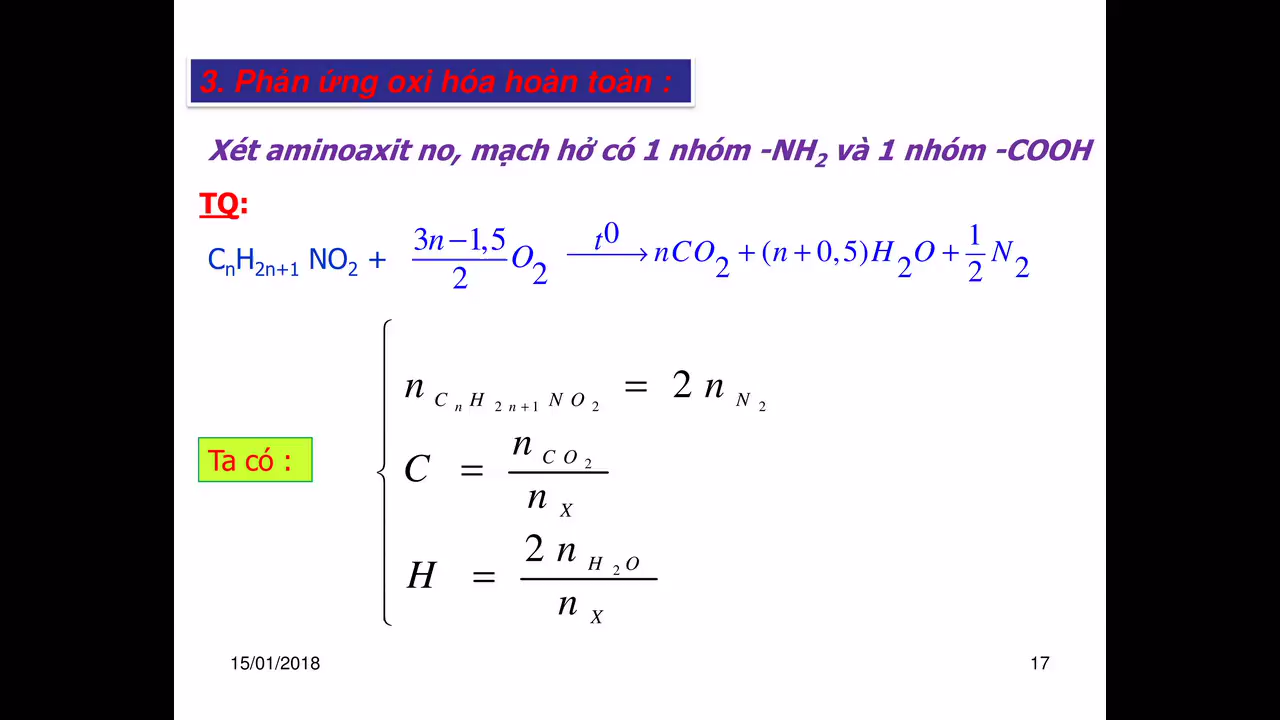 3. Phản ứng oxi hóa hoàn toàn :
Xét aminoaxit no, mạch hở có 1 nhóm -NH₂ và 1 nhóm -COOH
TQ:
CₙH₂ₙ₊₁ NO₂ + (3n−1,5)/2 O₂ —t⁰→ nCO₂ + (n+0,5)H₂O + 1/2 N₂
Ta có :
n CₙH₂ₙ₊₁NO₂ = 2 n N₂
C = n CO₂ / n X
H = 2 n H₂O / n X
15/01/2018
17